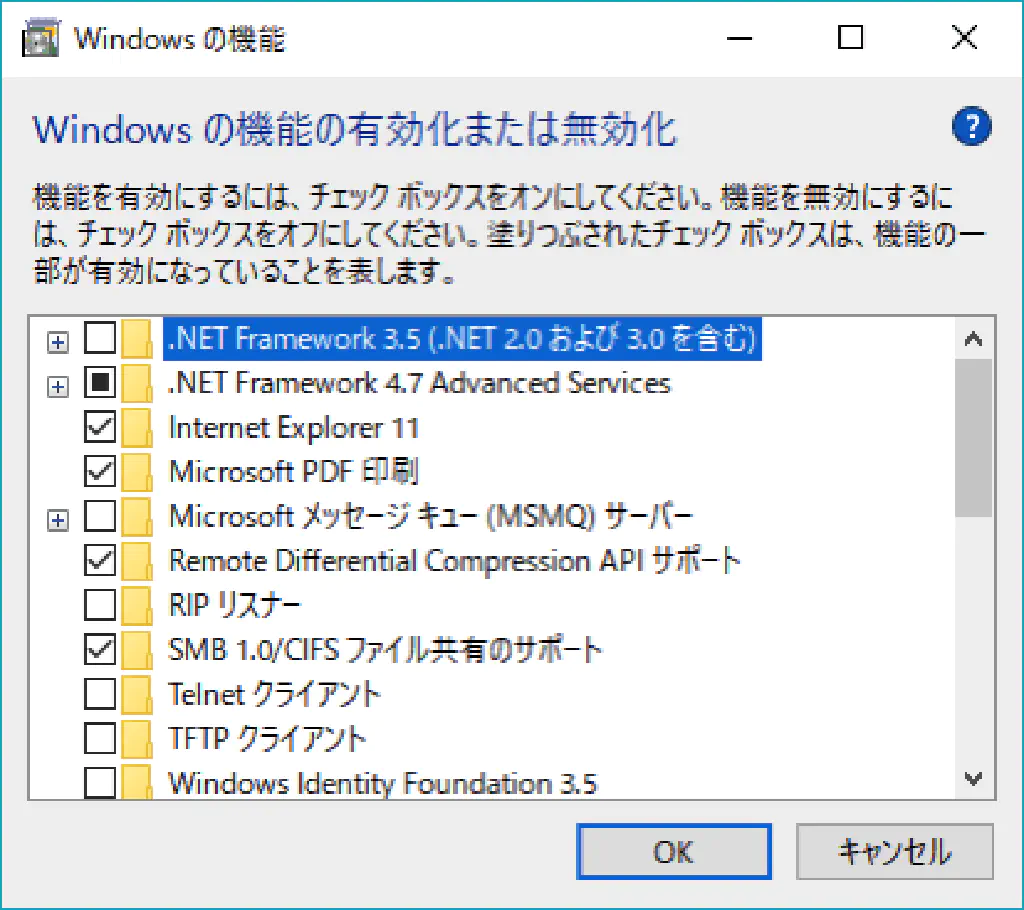 Windows の機能
Windows の機能の有効化または無効化
機能を有効にするには、チェック ボックスをオンにしてください。機能を無効にするに
は、チェック ボックスをオフにしてください。塗りつぶされたチェック ボックスは、機能の一
部が有効になっていることを表します。
.NET Framework 3.5 (.NET 2.0 および 3.0 を含む)
.NET Framework 4.7 Advanced Services
Internet Explorer 11
Microsoft PDF 印刷
Microsoft メッセージ キュー (MSMQ) サーバー
Remote Differential Compression API サポート
RIP リスナー
SMB 1.0/CIFS ファイル共有のサポート
Telnet クライアント
TFTP クライアント
Windows Identity Foundation 3.5
OK
キャンセル